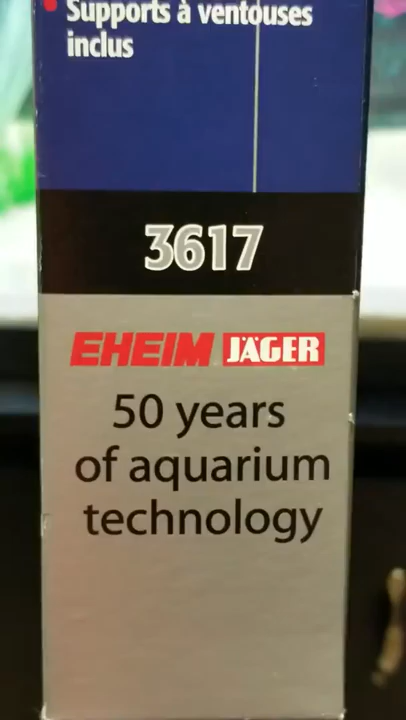 Supports à ventouses
inclus
3617
EHEIM JÄGER
50 years
of aquarium
technology